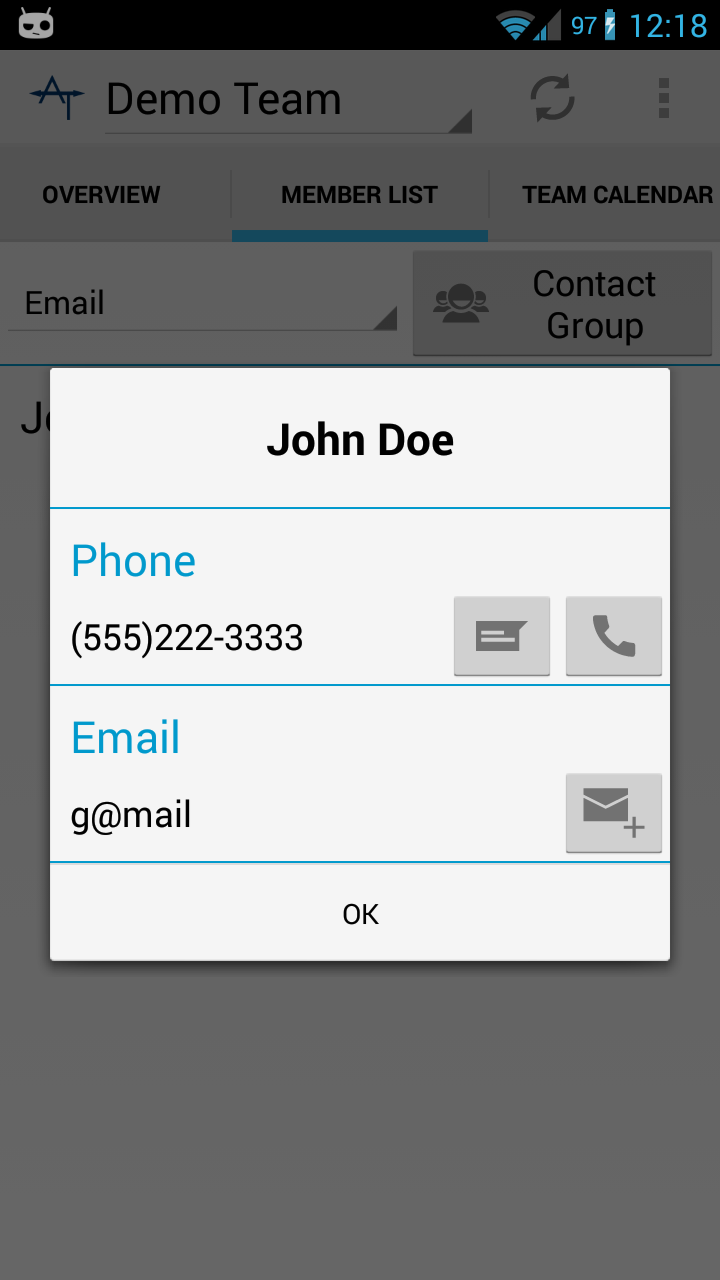 97 12:18
Demo Team
OVERVIEW MEMBER LIST TEAM CALENDAR
Email
Contact
Group
John Doe
Phone
(555)222-3333
Email
g@mail
OK